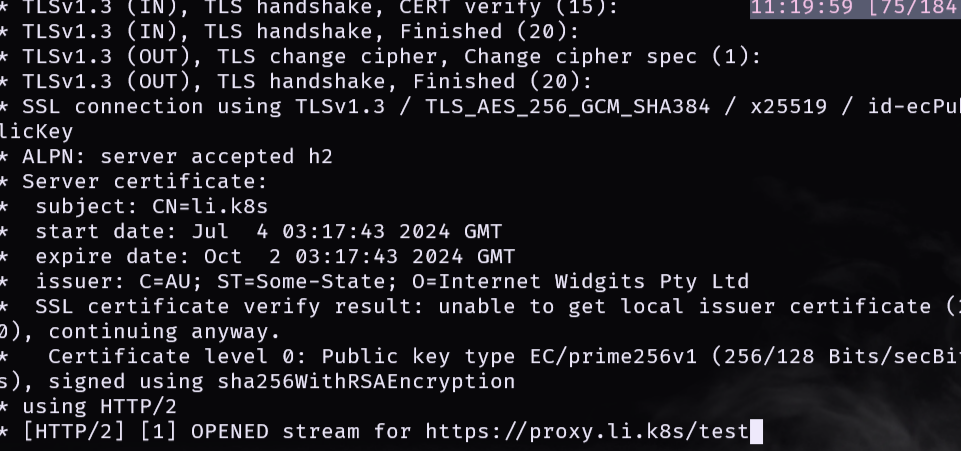 * TLSv1.3 (IN), TLS handshake, CERT verify (15):
11:19:59 [75/184
* TLSv1.3 (IN), TLS handshake, Finished (20):
* TLSv1.3 (OUT), TLS change cipher, Change cipher spec (1):
* TLSv1.3 (OUT), TLS handshake, Finished (20):
* SSL connection using TLSv1.3 / TLS_AES_256_GCM_SHA384 / x25519 / id-ecPub
licKey
* ALPN: server accepted h2
* Server certificate:
*  subject: CN=li.k8s
*  start date: Jul  4 03:17:43 2024 GMT
*  expire date: Oct  2 03:17:43 2024 GMT
*  issuer: C=AU; ST=Some-State; O=Internet Widgits Pty Ltd
*  SSL certificate verify result: unable to get local issuer certificate (2
0), continuing anyway.
*   Certificate level 0: Public key type EC/prime256v1 (256/128 Bits/secBit
s), signed using sha256WithRSAEncryption
* using HTTP/2
* [HTTP/2] [1] OPENED stream for https://proxy.li.k8s/test